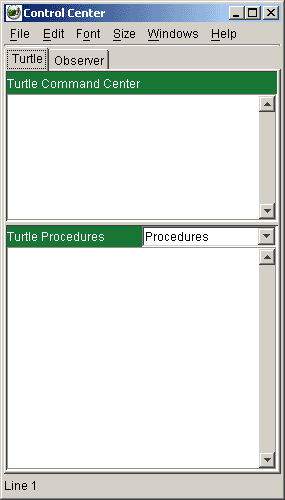 Control Center
File Edit Font Size Windows Help
Turtle Observer
Turtle Command Center
Turtle Procedures Procedures
Line 1